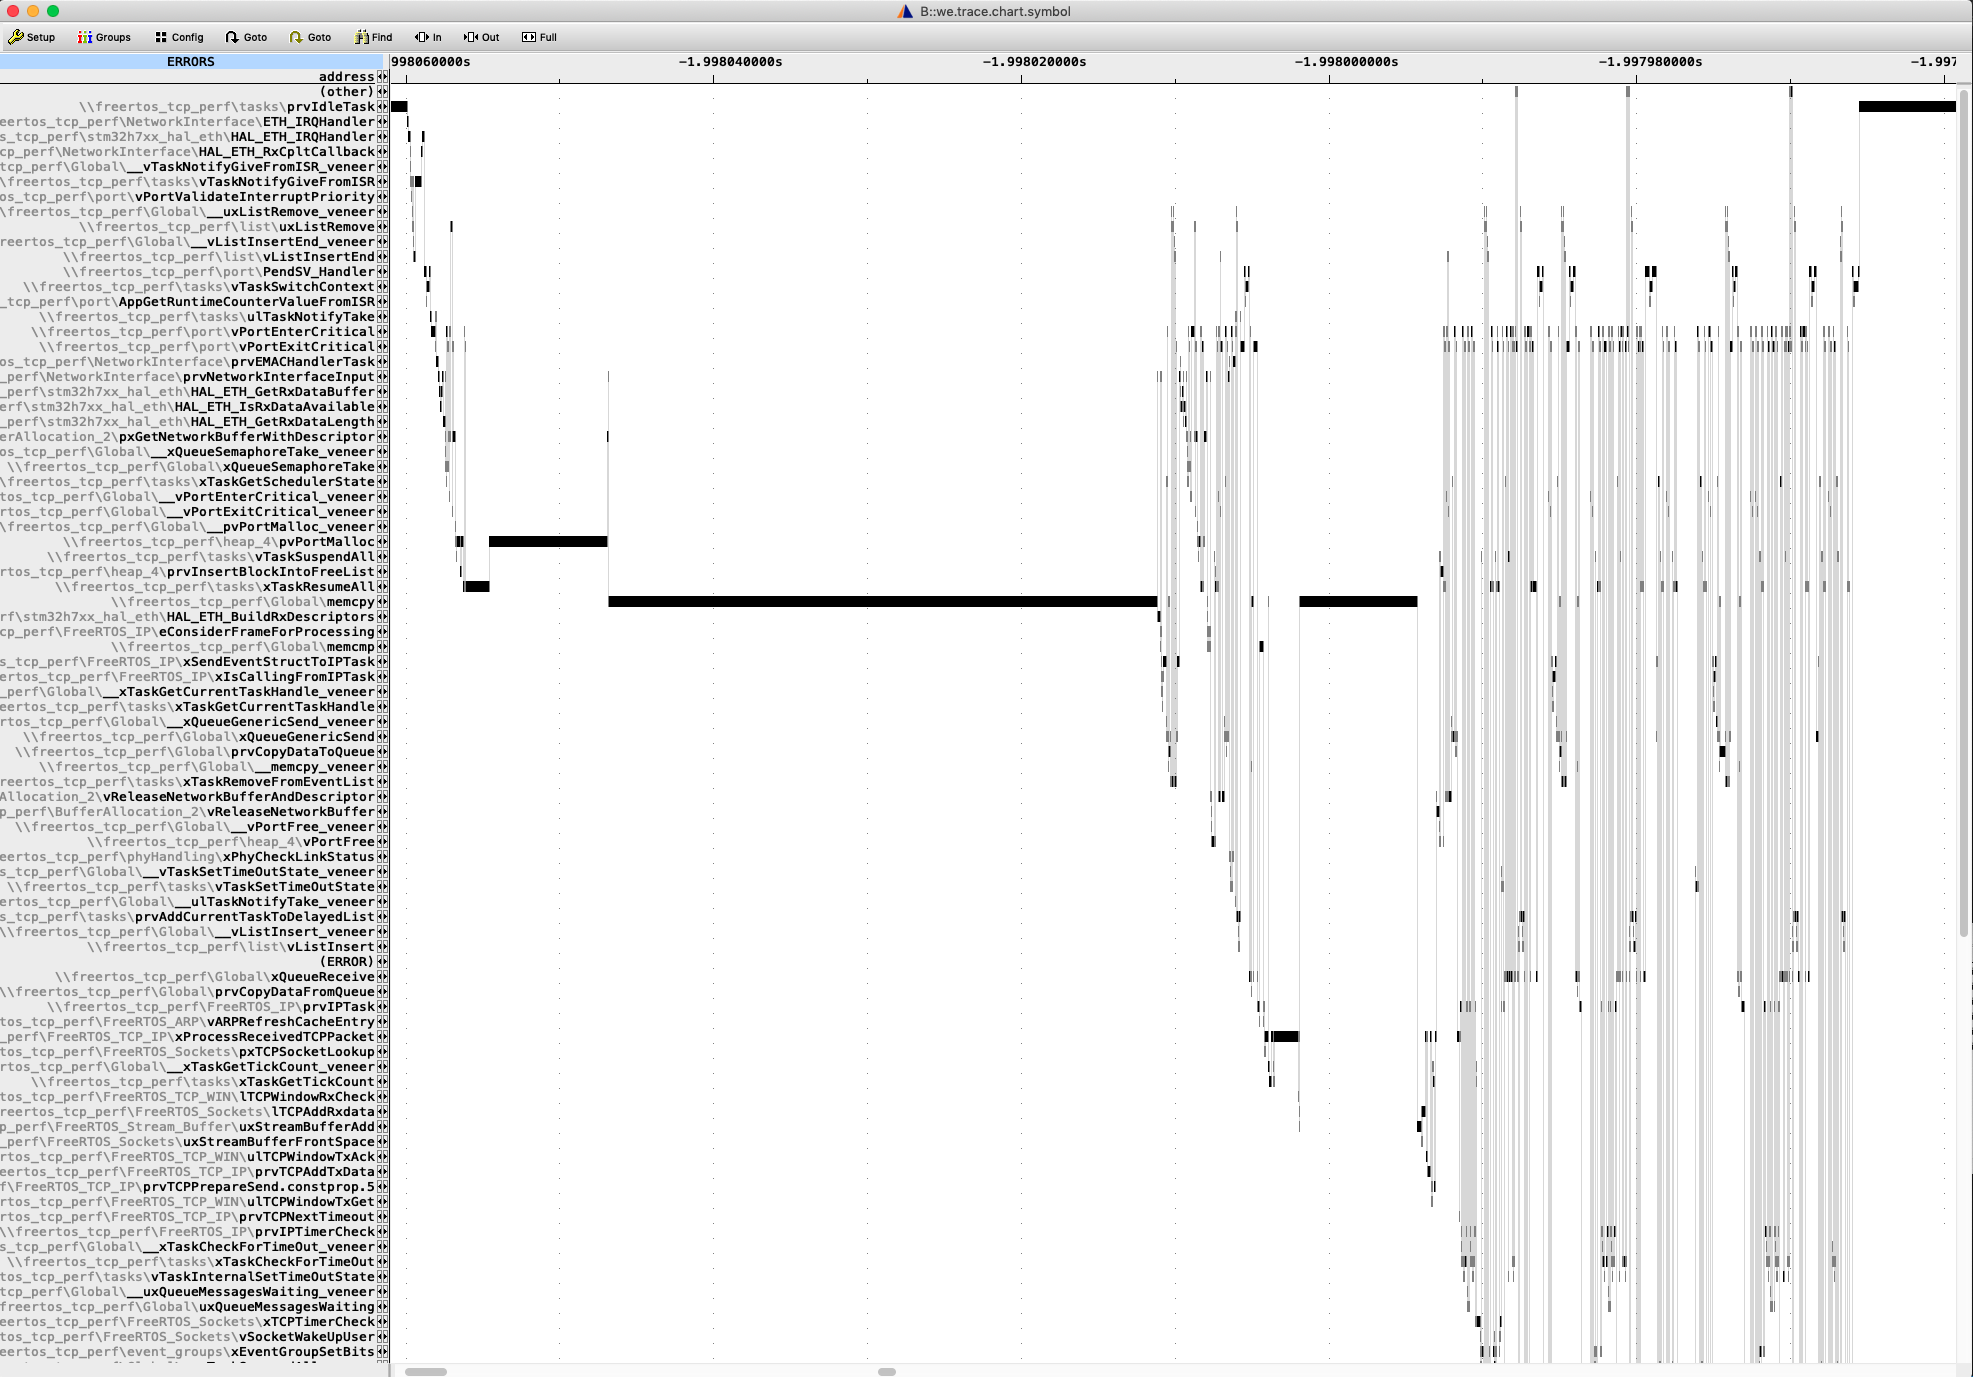 B::we.trace.chart.symbol
Setup Groups Config Goto Goto Find In Out Full
ERRORS 998060000s -1.998040000s -1.998020000s -1.998000000s -1.997980000s -1.997
address
(other)
\\freertos_tcp_perf\tasks\prvIdleTask
eertos_tcp_perf\NetworkInterface\ETH_IRQHandler
s_tcp_perf\stm32h7xx_hal_eth\HAL_ETH_IRQHandler
cp_perf\NetworkInterface\HAL_ETH_RxCpltCallback
tcp_perf\Global\__vTaskNotifyGiveFromISR_veneer
\freertos_tcp_perf\tasks\vTaskNotifyGiveFromISR
os_tcp_perf\port\vPortValidateInterruptPriority
\freertos_tcp_perf\Global\__uxListRemove_veneer
\\freertos_tcp_perf\list\uxListRemove
reertos_tcp_perf\Global\__vListInsertEnd_veneer
\\freertos_tcp_perf\list\vListInsertEnd
\\freertos_tcp_perf\port\PendSV_Handler
\\freertos_tcp_perf\tasks\vTaskSwitchContext
_tcp_perf\port\AppGetRuntimeCounterValueFromISR
\\freertos_tcp_perf\tasks\ulTaskNotifyTake
\\freertos_tcp_perf\port\vPortEnterCritical
\\freertos_tcp_perf\port\vPortExitCritical
os_tcp_perf\NetworkInterface\prvEMACHandlerTask
_perf\NetworkInterface\prvNetworkInterfaceInput
_perf\stm32h7xx_hal_eth\HAL_ETH_GetRxDataBuffer
erf\stm32h7xx_hal_eth\HAL_ETH_IsRxDataAvailable
_perf\stm32h7xx_hal_eth\HAL_ETH_GetRxDataLength
erAllocation_2\pxGetNetworkBufferWithDescriptor
os_tcp_perf\Global\__xQueueSemaphoreTake_veneer
\\freertos_tcp_perf\Global\xQueueSemaphoreTake
\freertos_tcp_perf\tasks\xTaskGetSchedulerState
tos_tcp_perf\Global\__vPortEnterCritical_veneer
rtos_tcp_perf\Global\__vPortExitCritical_veneer
\freertos_tcp_perf\Global\__pvPortMalloc_veneer
\\freertos_tcp_perf\heap_4\pvPortMalloc
\\freertos_tcp_perf\tasks\vTaskSuspendAll
rtos_tcp_perf\heap_4\prvInsertBlockIntoFreeList
\\freertos_tcp_perf\tasks\xTaskResumeAll
\\freertos_tcp_perf\Global\memcpy
rf\stm32h7xx_hal_eth\HAL_ETH_BuildRxDescriptors
cp_perf\FreeRTOS_IP\eConsiderFrameForProcessing
\\freertos_tcp_perf\Global\memcmp
s_tcp_perf\FreeRTOS_IP\xSendEventStructToIPTask
ertos_tcp_perf\FreeRTOS_IP\xIsCallingFromIPTask
_perf\Global\__xTaskGetCurrentTaskHandle_veneer
eertos_tcp_perf\tasks\xTaskGetCurrentTaskHandle
rtos_tcp_perf\Global\__xQueueGenericSend_veneer
\\freertos_tcp_perf\Global\xQueueGenericSend
\\freertos_tcp_perf\Global\prvCopyDataToQueue
\\freertos_tcp_perf\Global\__memcpy_veneer
reertos_tcp_perf\tasks\xTaskRemoveFromEventList
Allocation_2\vReleaseNetworkBufferAndDescriptor
p_perf\BufferAllocation_2\vReleaseNetworkBuffer
\\freertos_tcp_perf\Global\__vPortFree_veneer
\\freertos_tcp_perf\heap_4\vPortFree
eertos_tcp_perf\phyHandling\xPhyCheckLinkStatus
s_tcp_perf\Global\__vTaskSetTimeOutState_veneer
\\freertos_tcp_perf\tasks\vTaskSetTimeOutState
ertos_tcp_perf\Global\__ulTaskNotifyTake_veneer
s_tcp_perf\tasks\prvAddCurrentTaskToDelayedList
\\freertos_tcp_perf\Global\__vListInsert_veneer
\\freertos_tcp_perf\list\vListInsert
(ERROR)
\\freertos_tcp_perf\Global\xQueueReceive
\\freertos_tcp_perf\Global\prvCopyDataFromQueue
\\freertos_tcp_perf\FreeRTOS_IP\prvIPTask
tos_tcp_perf\FreeRTOS_ARP\vARPRefreshCacheEntry
_perf\FreeRTOS_TCP_IP\xProcessReceivedTCPPacket
tos_tcp_perf\FreeRTOS_Sockets\pxTCPSocketLookup
eertos_tcp_perf\Global\__xTaskGetTickCount_veneer
\\freertos_tcp_perf\tasks\xTaskGetTickCount
tos_tcp_perf\FreeRTOS_TCP_WIN\lTCPWindowRxCheck
reertos_tcp_perf\FreeRTOS_Sockets\lTCPAddRxdata
p_perf\FreeRTOS_Stream_Buffer\uxStreamBufferAdd
_perf\FreeRTOS_Sockets\uxStreamBufferFrontSpace
rtos_tcp_perf\FreeRTOS_TCP_WIN\ulTCPWindowTxAck
eertos_tcp_perf\FreeRTOS_TCP_IP\prvTCPAddTxData
f\FreeRTOS_TCP_IP\prvTCPPrepareSend.constprop.5
rtos_tcp_perf\FreeRTOS_TCP_WIN\ulTCPWindowTxGet
rtos_tcp_perf\FreeRTOS_TCP_IP\prvTCPNextTimeout
\\freertos_tcp_perf\FreeRTOS_IP\prvIPTimerCheck
s_tcp_perf\Global\__xTaskCheckForTimeOut_veneer
\\freertos_tcp_perf\tasks\xTaskCheckForTimeOut
tos_tcp_perf\tasks\vTaskInternalSetTimeOutState
tcp_perf\Global\__uxQueueMessagesWaiting_veneer
freertos_tcp_perf\Global\uxQueueMessagesWaiting
rtos_tcp_perf\FreeRTOS_Sockets\xTCPTimerCheck
tos_tcp_perf\FreeRTOS_Sockets\vSocketWakeUpUser
eertos_tcp_perf\event_groups\xEventGroupSetBits